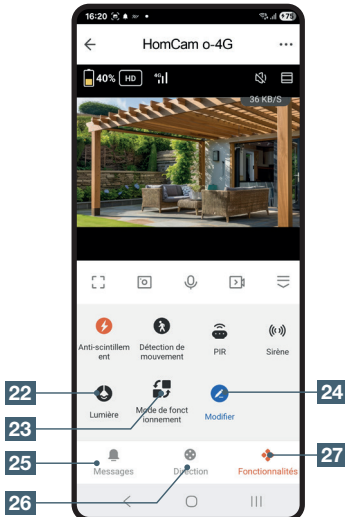 16:20
75
HomCam o-4G
40% HD 4G
36 KB/S
Anti-scintillem
ent
Détection de
mouvement
PIR
Sirène
22
Lumière
Mode de fonct
ionnement
23
Modifier
24
25
Messages
Direction
Fonctionnalités
27
26